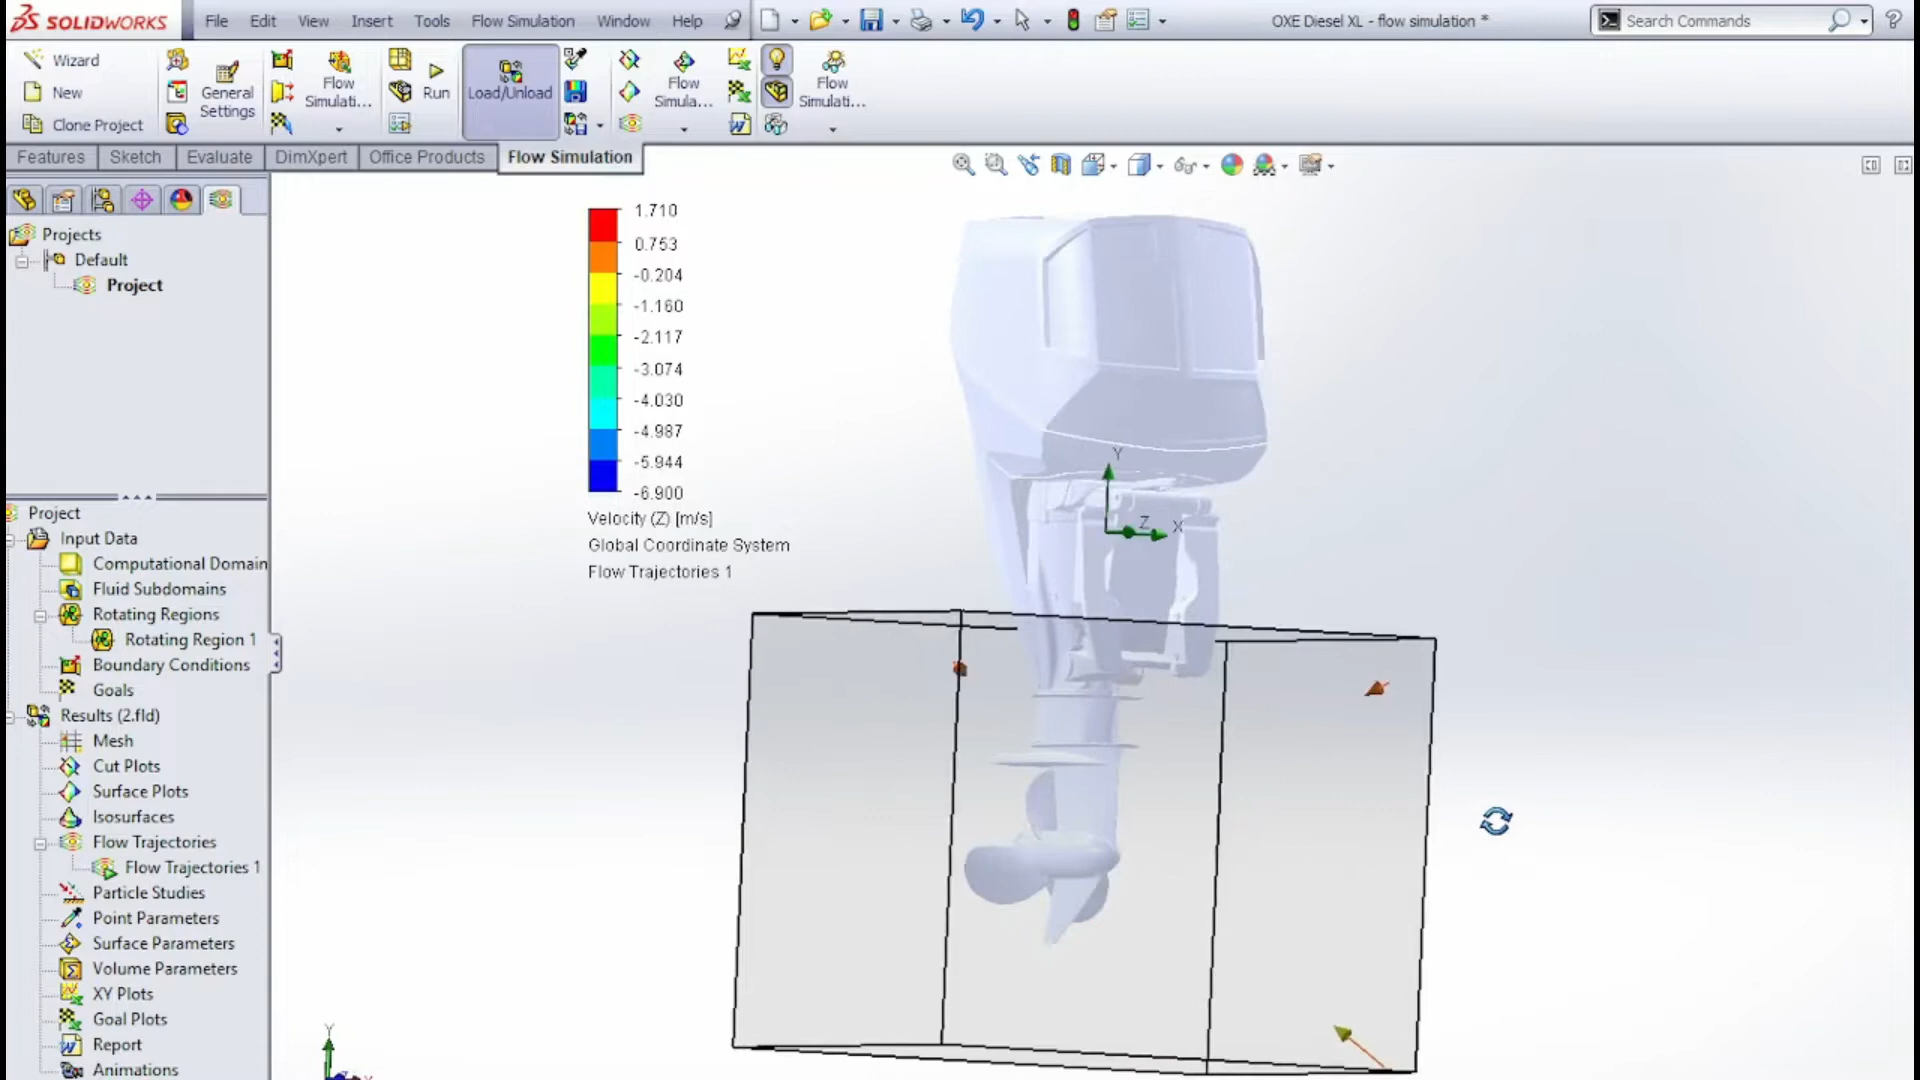 SOLIDWORKS File Edit View Insert Tools Flow Simulation Window Help OXE Diesel XL - flow simulation * Search Commands
Wizard
New
Clone Project
General
Settings
Flow
Simulati...
Run
Load/Unload
Flow
Simula...
Flow
Simulati...
Features Sketch Evaluate DimXpert Office Products Flow Simulation
Projects
Default
Project
Project
Input Data
Computational Domain
Fluid Subdomains
Rotating Regions
Rotating Region 1
Boundary Conditions
Goals
Results (2.fld)
Mesh
Cut Plots
Surface Plots
Isosurfaces
Flow Trajectories
Flow Trajectories 1
Particle Studies
Point Parameters
Surface Parameters
Volume Parameters
XY Plots
Goal Plots
Report
Animations
1.710
0.753
-0.204
-1.160
-2.117
-3.074
-4.030
-4.987
-5.944
-6.900
Velocity (Z) [m/s]
Global Coordinate System
Flow Trajectories 1
Y
Z X
Y